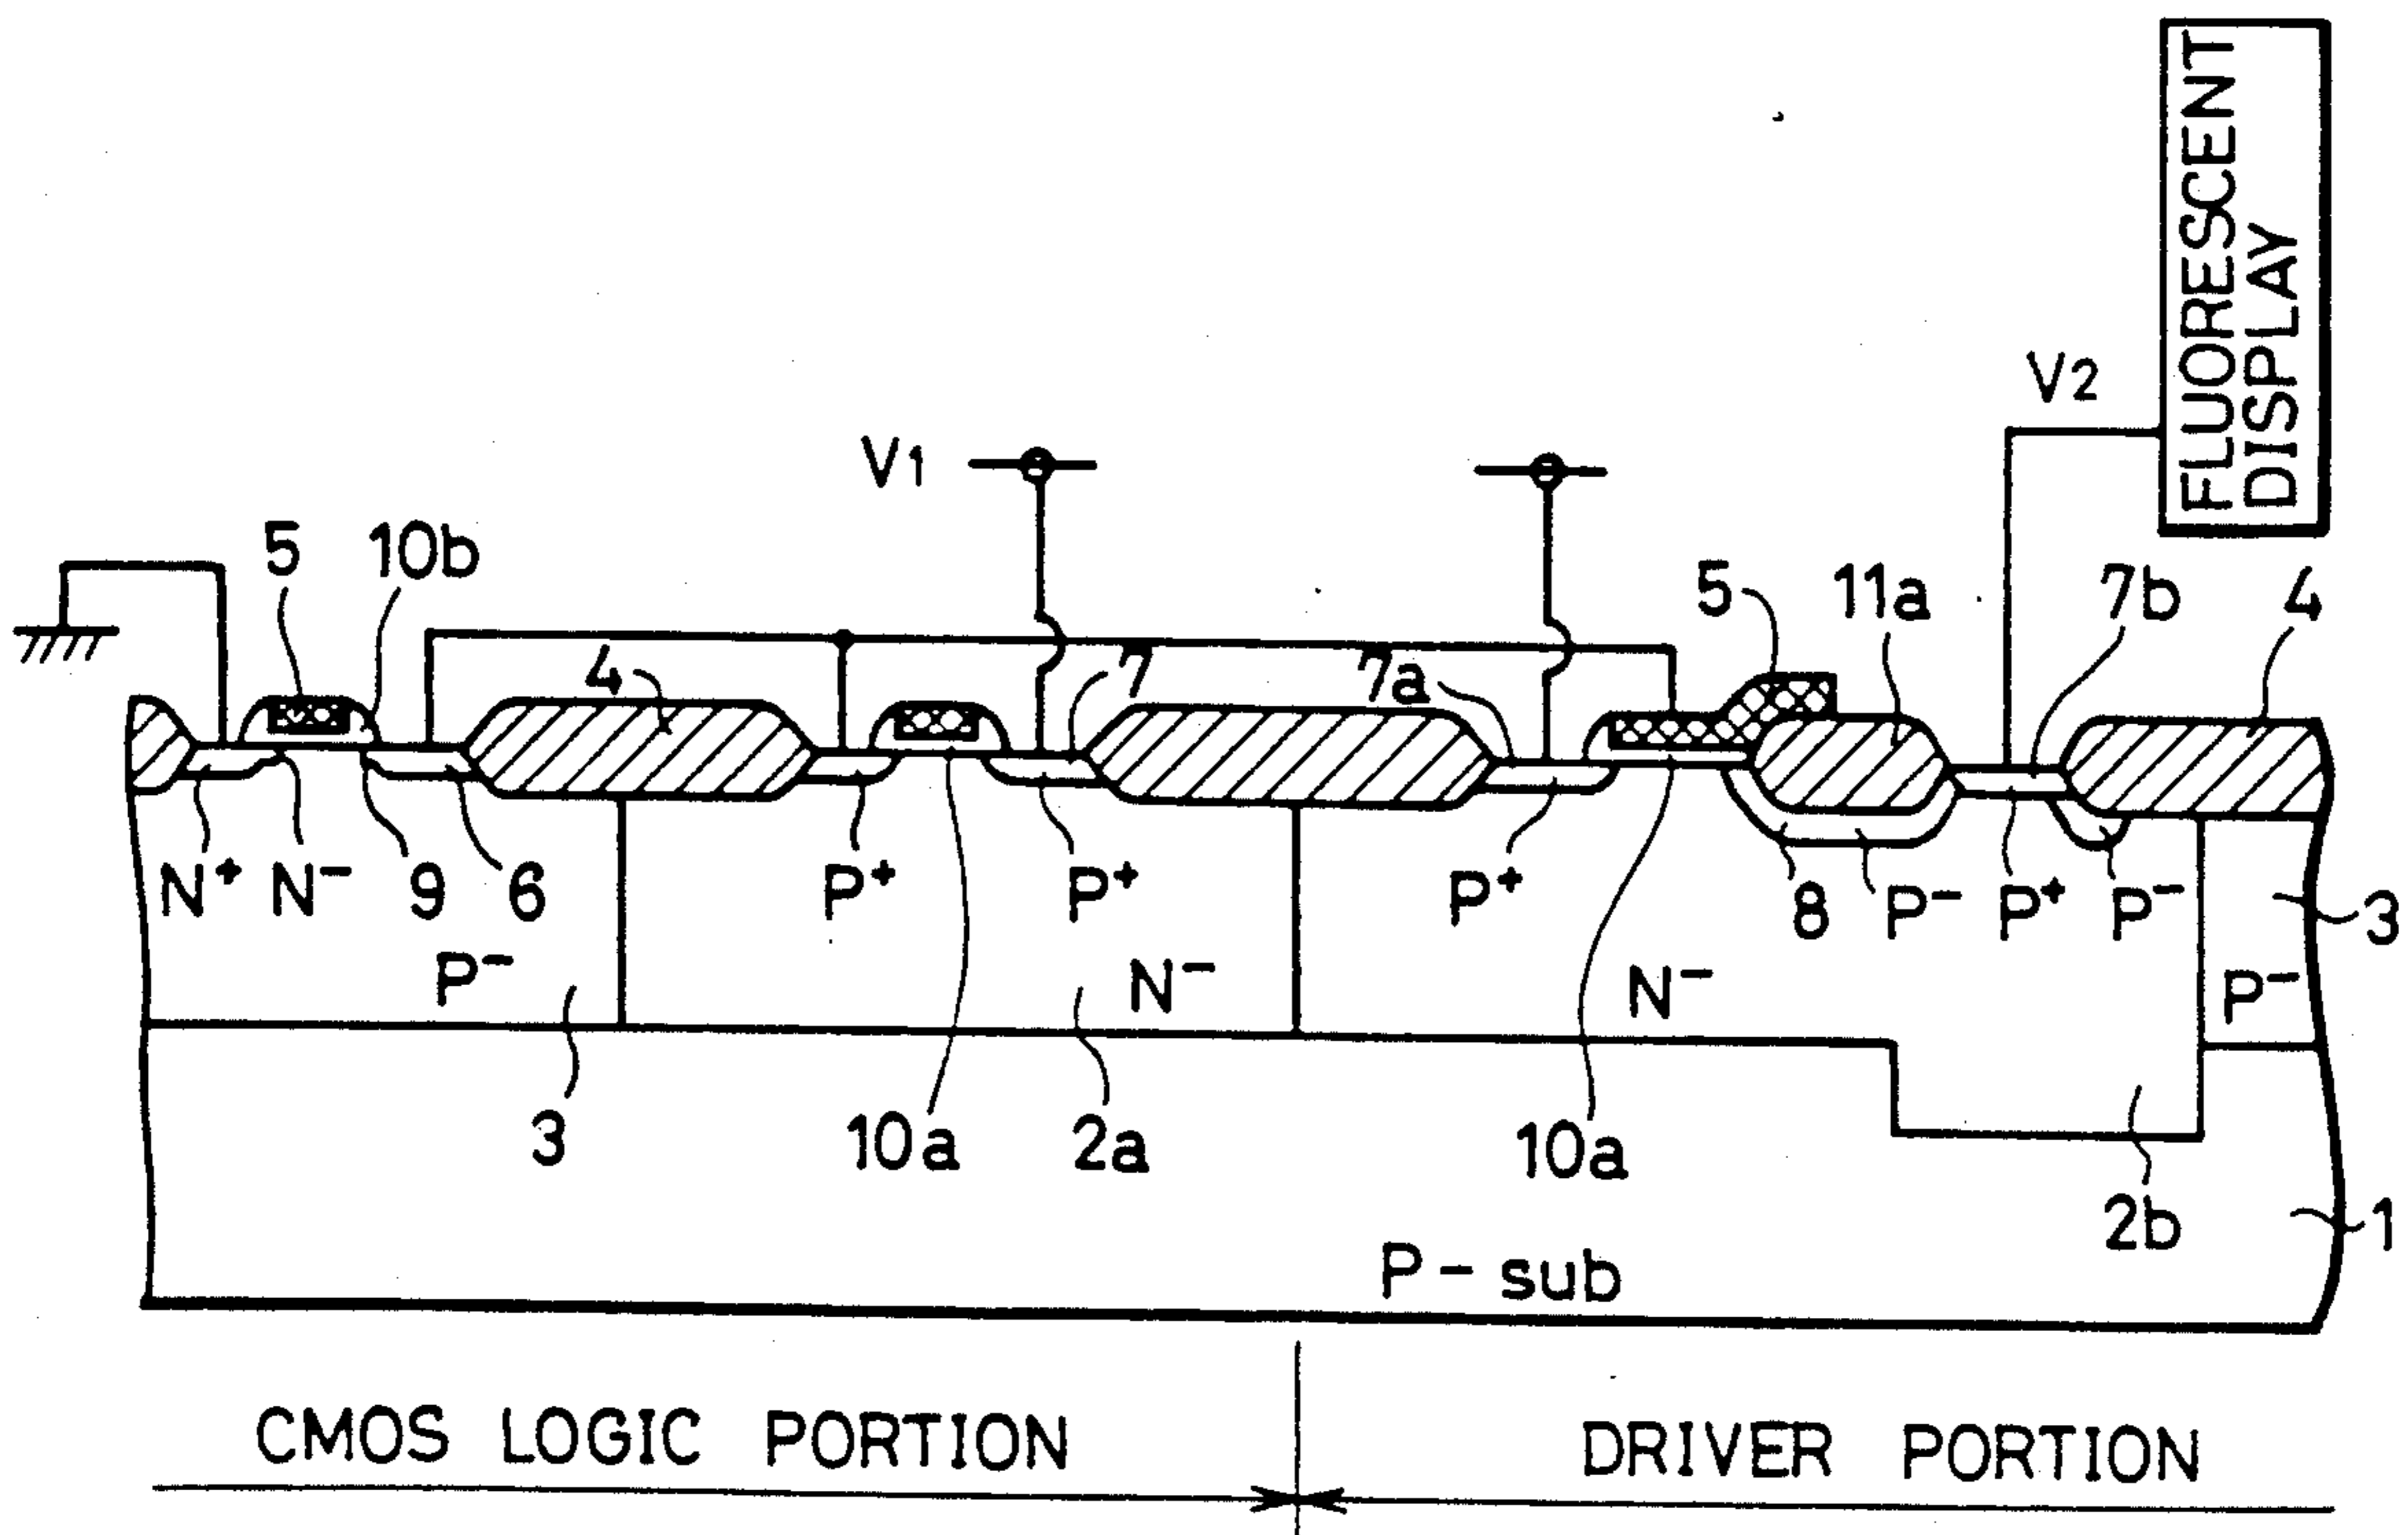 FLUORESCENT
DISPLAY
V2
V1
5 10b 5 11a 7b 4
4 7 7a
N+ N- 9 6 P+ P+ P+ 8 P- P+ P- 3
P- N- N- P-
3 10a 2a 10a 2b 1
P- sub
CMOS LOGIC PORTION DRIVER PORTION